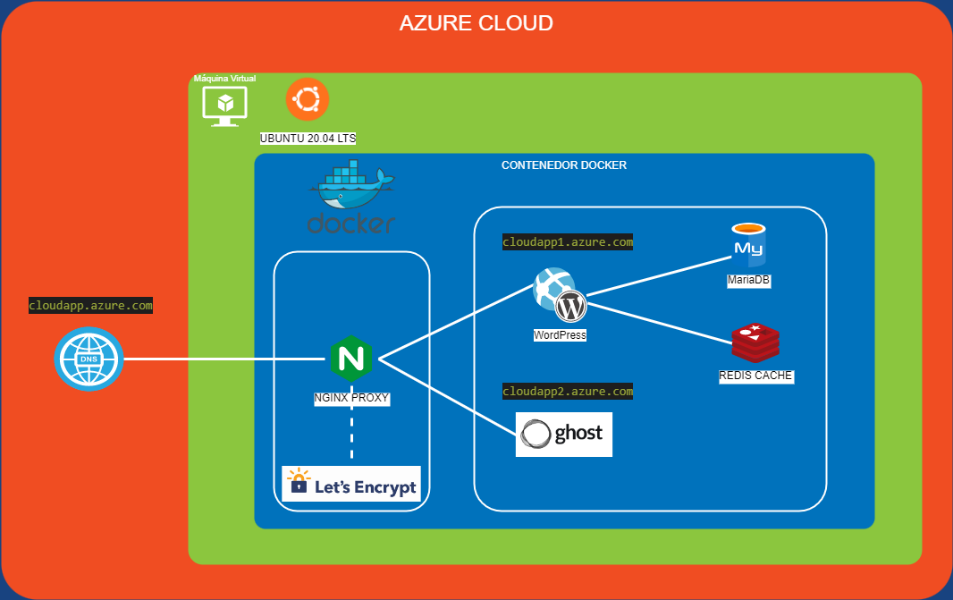 AZURE CLOUD
Máquina Virtual
UBUNTU 20.04 LTS
CONTENEDOR DOCKER
docker
cloudapp1.azure.com
My
MariaDB
W
WordPress
cloudapp.azure.com
DNS
N
NGINX PROXY
REDIS CACHE
cloudapp2.azure.com
ghost
Let's Encrypt